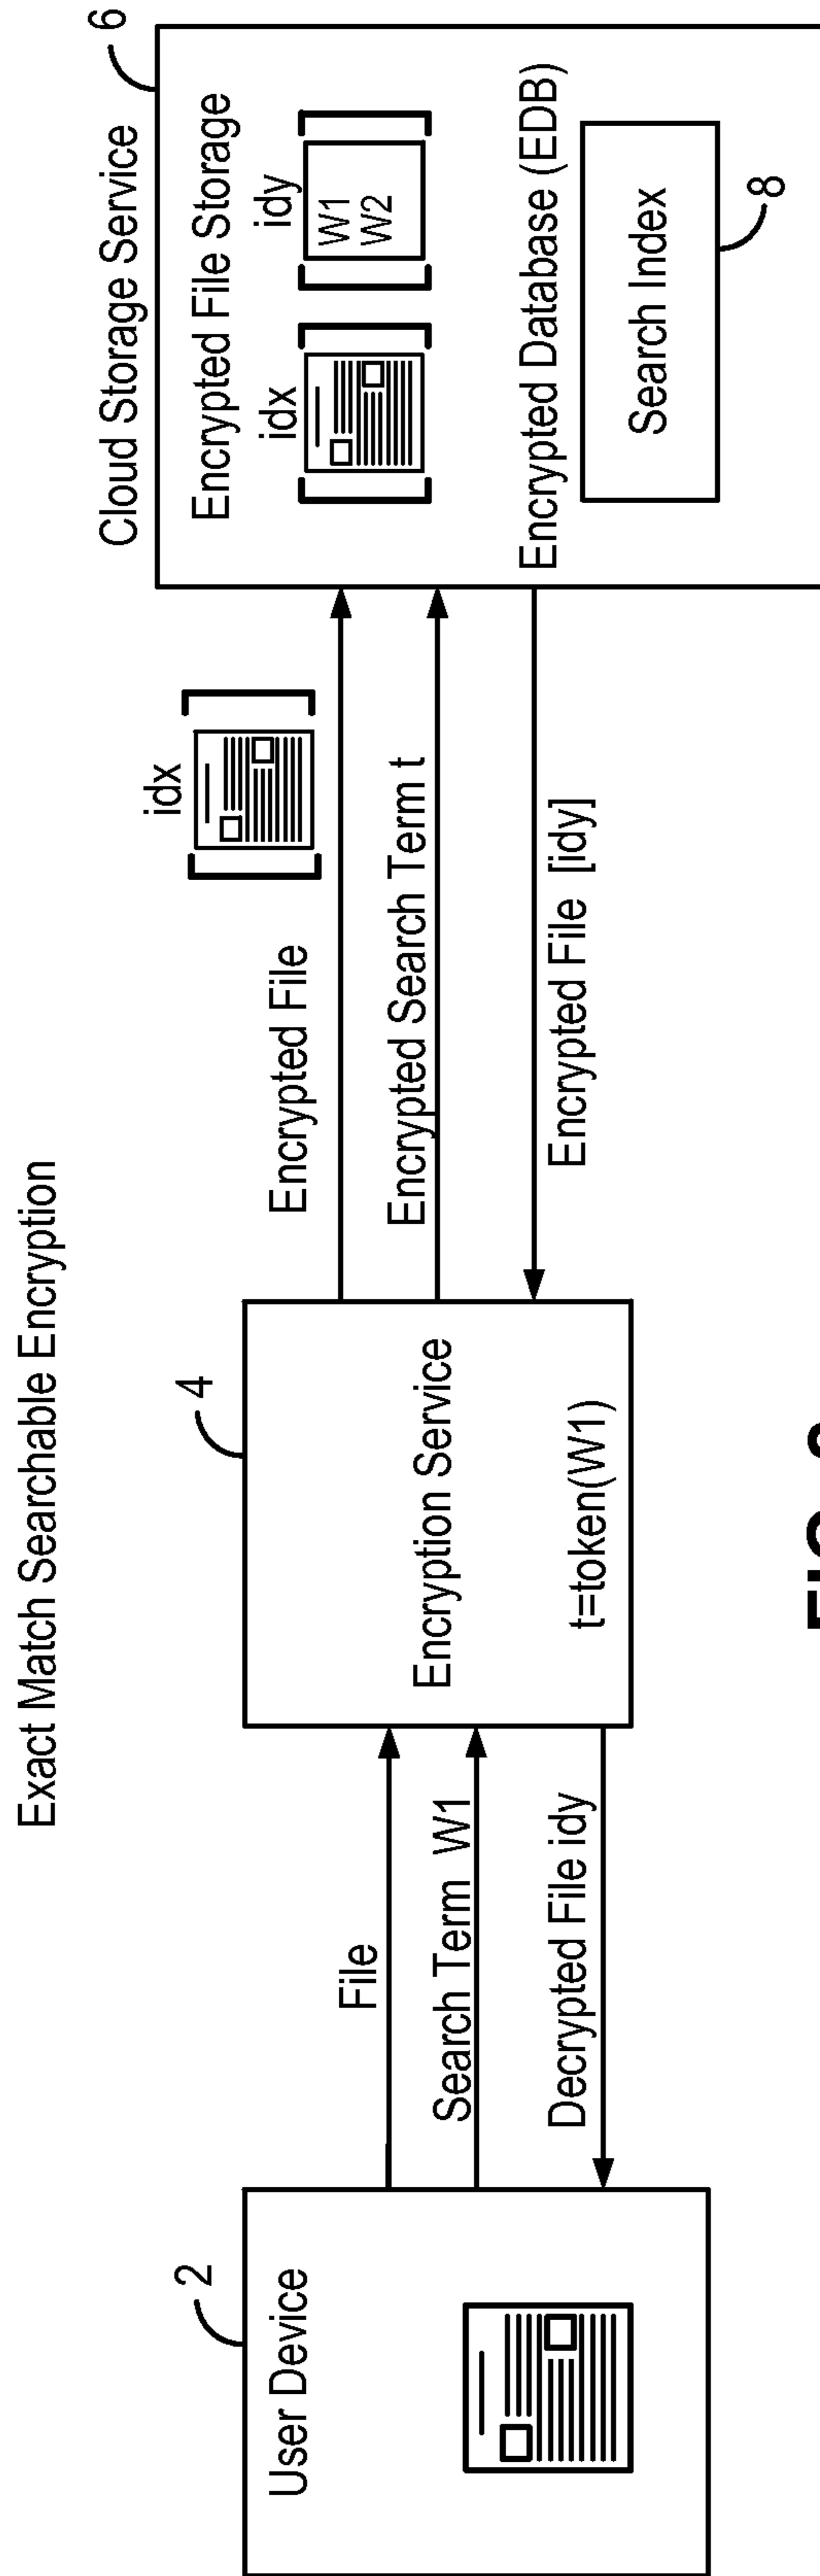 Exact Match Searchable Encryption
2
User Device
File
Search Term W1
Decrypted File idy
4
Encryption Service
t=token(W1)
Encrypted File
idx
Encrypted Search Term t
Encrypted File [idy]
Cloud Storage Service
6
Encrypted File Storage
idx
idy
W1
W2
Encrypted Database (EDB)
Search Index
8